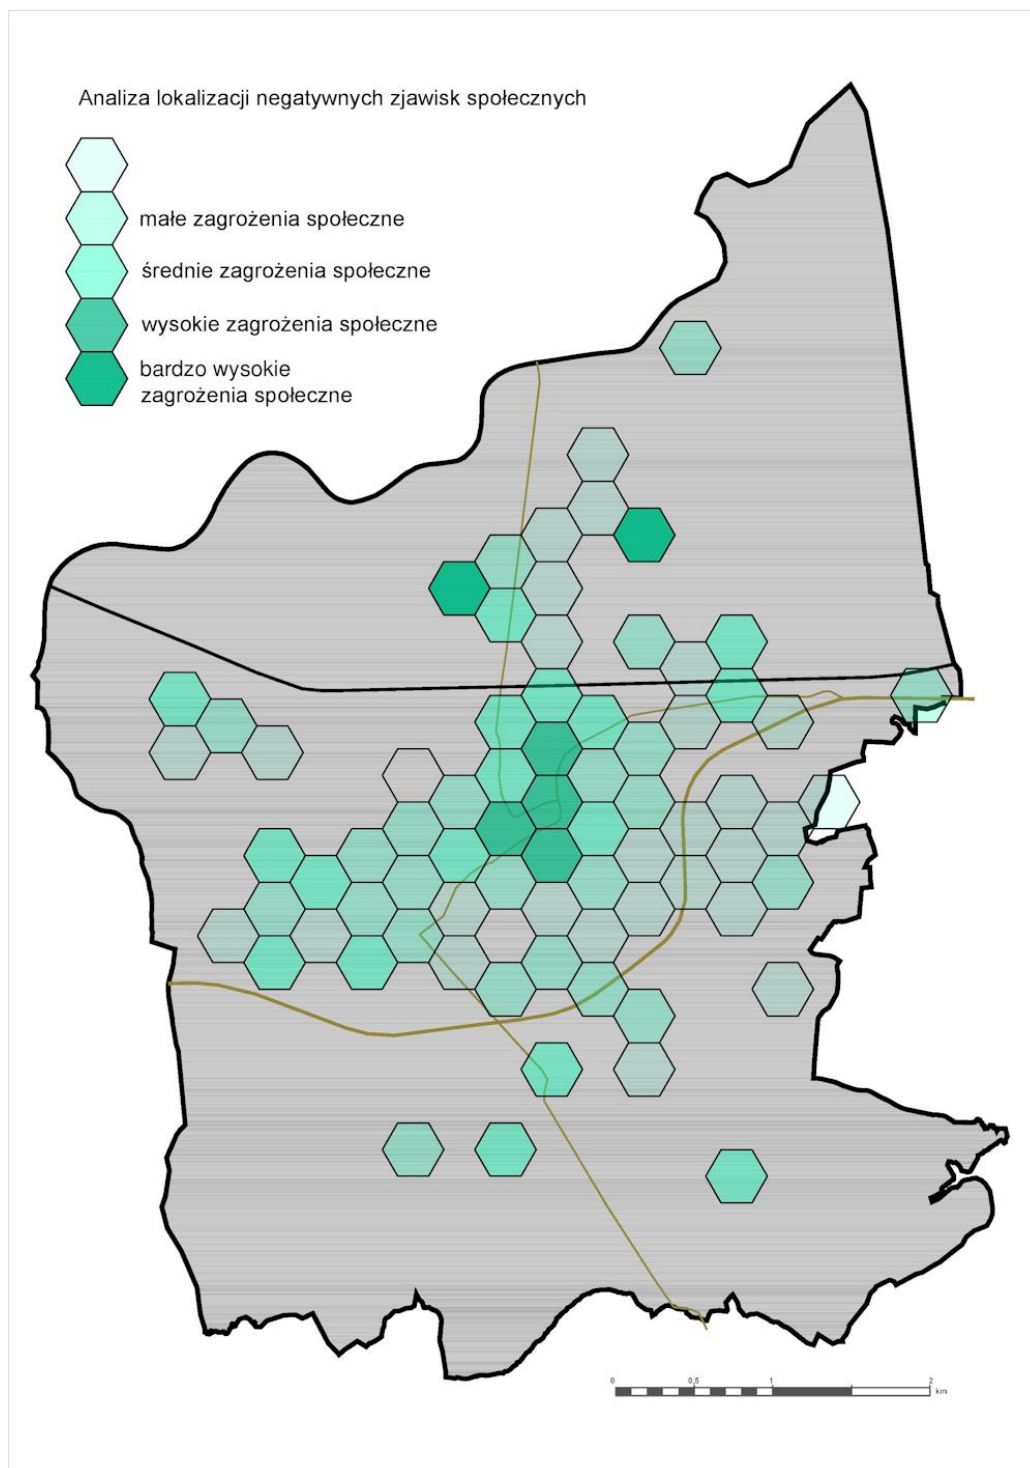 Analiza lokalizacji negatywnych zjawisk społecznych
małe zagrożenia społeczne
średnie zagrożenia społeczne
wysokie zagrożenia społeczne
bardzo wysokie
zagrożenia społeczne
0 0,5 1 2
km